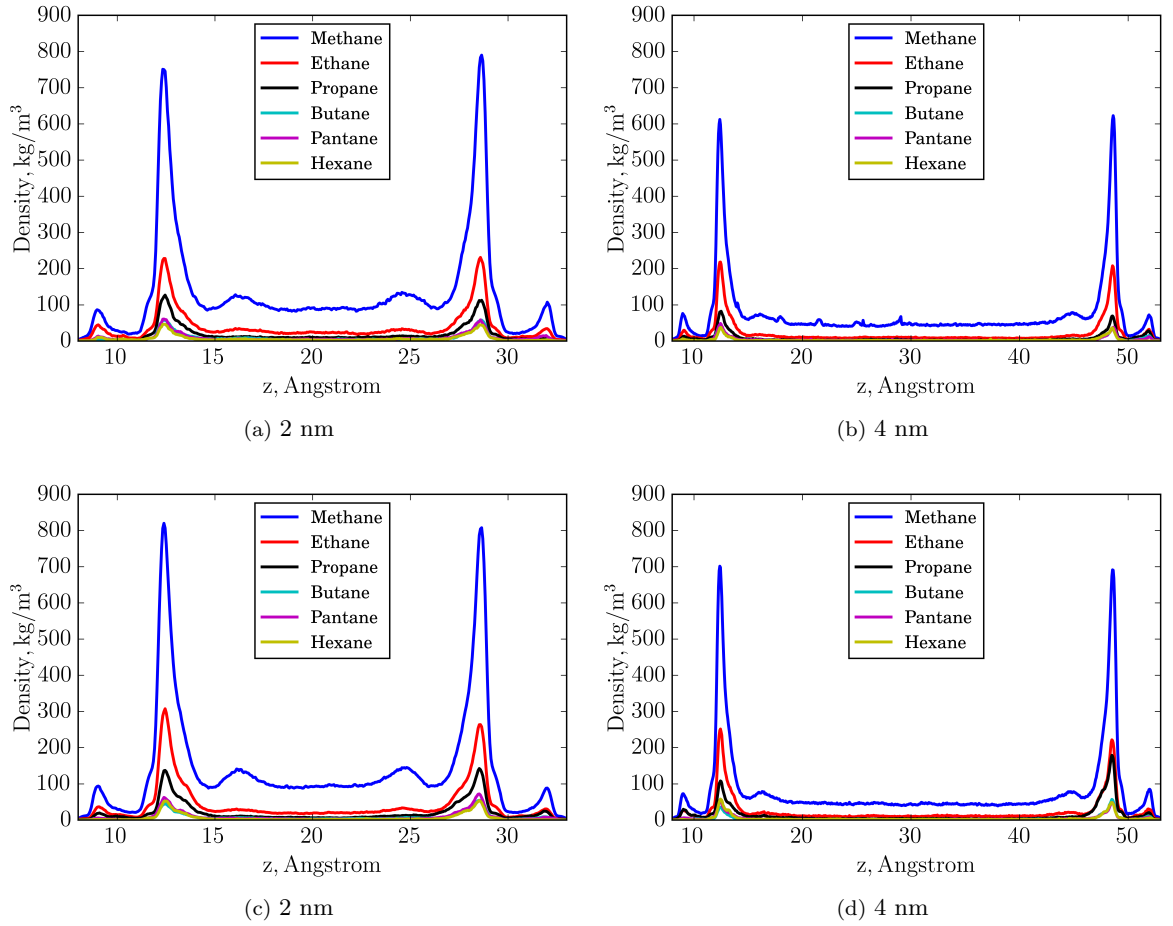 900
800
700
600
500
400
300
200
100
0
Density, kg/m³
Methane
Ethane
Propane
Butane
Pantane
Hexane
10 15 20 25 30
z, Angstrom
(a) 2 nm
900
800
700
600
500
400
300
200
100
0
Density, kg/m³
Methane
Ethane
Propane
Butane
Pantane
Hexane
10 20 30 40 50
z, Angstrom
(b) 4 nm
900
800
700
600
500
400
300
200
100
0
Density, kg/m³
Methane
Ethane
Propane
Butane
Pantane
Hexane
10 15 20 25 30
z, Angstrom
(c) 2 nm
900
800
700
600
500
400
300
200
100
0
Density, kg/m³
Methane
Ethane
Propane
Butane
Pantane
Hexane
10 20 30 40 50
z, Angstrom
(d) 4 nm